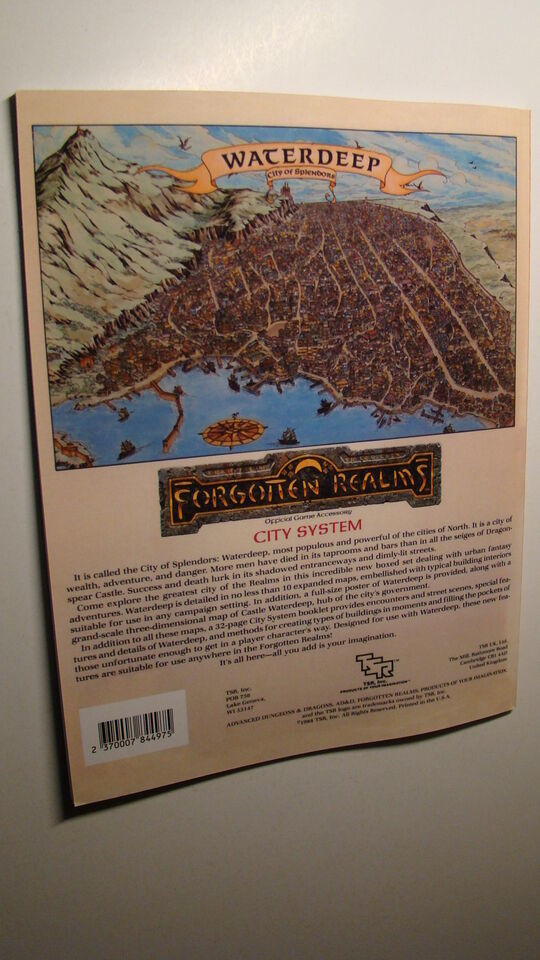 WATERDEEP
City of Splendors
FORGOTTEN REALMS
Official Game Accessory
CITY SYSTEM
It is called the City of Splendors: Waterdeep, most populous and powerful of the cities of North. It is a city of
wealth, adventure, and danger. More men have died in its taprooms and bars than in all the seiges of Dragon-
spear Castle. Success and death lurk in its shadowed entranceways and dimly-lit streets.
Come explore the greatest city of the Realms in this incredible new boxed set dealing with urban fantasy
adventures. Waterdeep is detailed in no less than 10 expanded maps, embellished with typical building interiors
suitable for use in any campaign setting. In addition, a full-size poster of Waterdeep is provided, along with a
grand-scale three-dimensional map of Castle Waterdeep, hub of the city's government.
In addition to all these maps, a 32-page City System booklet provides encounters and street scenes, special fea-
tures and details of Waterdeep, and methods for creating types of buildings in moments and filling the pockets of
those unfortunate enough to get in a player character's way. Designed for use with Waterdeep, these new fea-
tures are suitable for use anywhere in the Forgotten Realms!
It's all here—all you add is your imagination.
TSR, Inc.
POB 756
Lake Geneva,
WI 53147
TSR, Inc.
PRODUCTS OF YOUR IMAGINATION™
TSR UK, Ltd.
The Mill, Rathmore Road
Cambridge CB1 4AD
United Kingdom
ADVANCED DUNGEONS & DRAGONS, AD&D, FORGOTTEN REALMS, PRODUCTS OF YOUR IMAGINATION,
and the TSR logo are trademarks owned by TSR, Inc.
©1988 TSR, Inc. All Rights Reserved. Printed in the U.S.A.
2 370007 844975